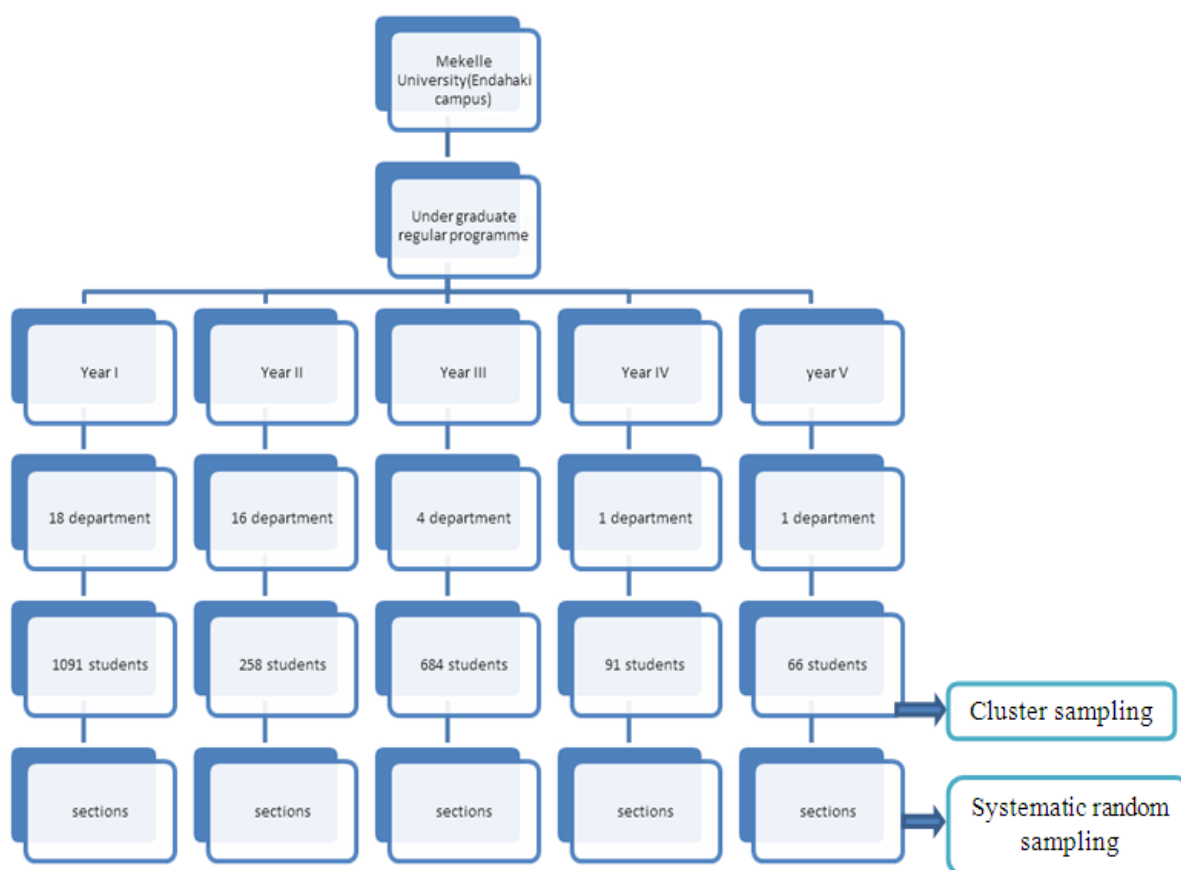 Mekelle
University(Endahaki
campus)
Under graduate
regular programme
Year I
Year II
Year III
Year IV
year V
18 department
16 department
4 department
1 department
1 department
1091 students
258 students
684 students
91 students
66 students
Cluster sampling
sections
sections
sections
sections
sections
Systematic random
sampling